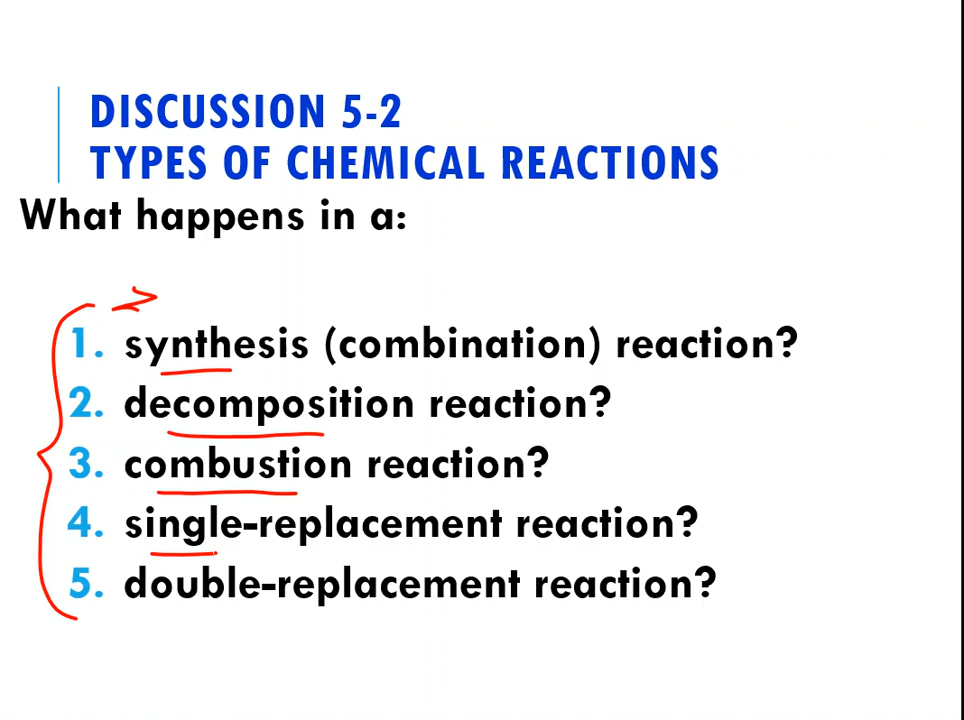 DISCUSSION 5-2
TYPES OF CHEMICAL REACTIONS
What happens in a:
1. synthesis (combination) reaction?
2. decomposition reaction?
3. combustion reaction?
4. single-replacement reaction?
5. double-replacement reaction?